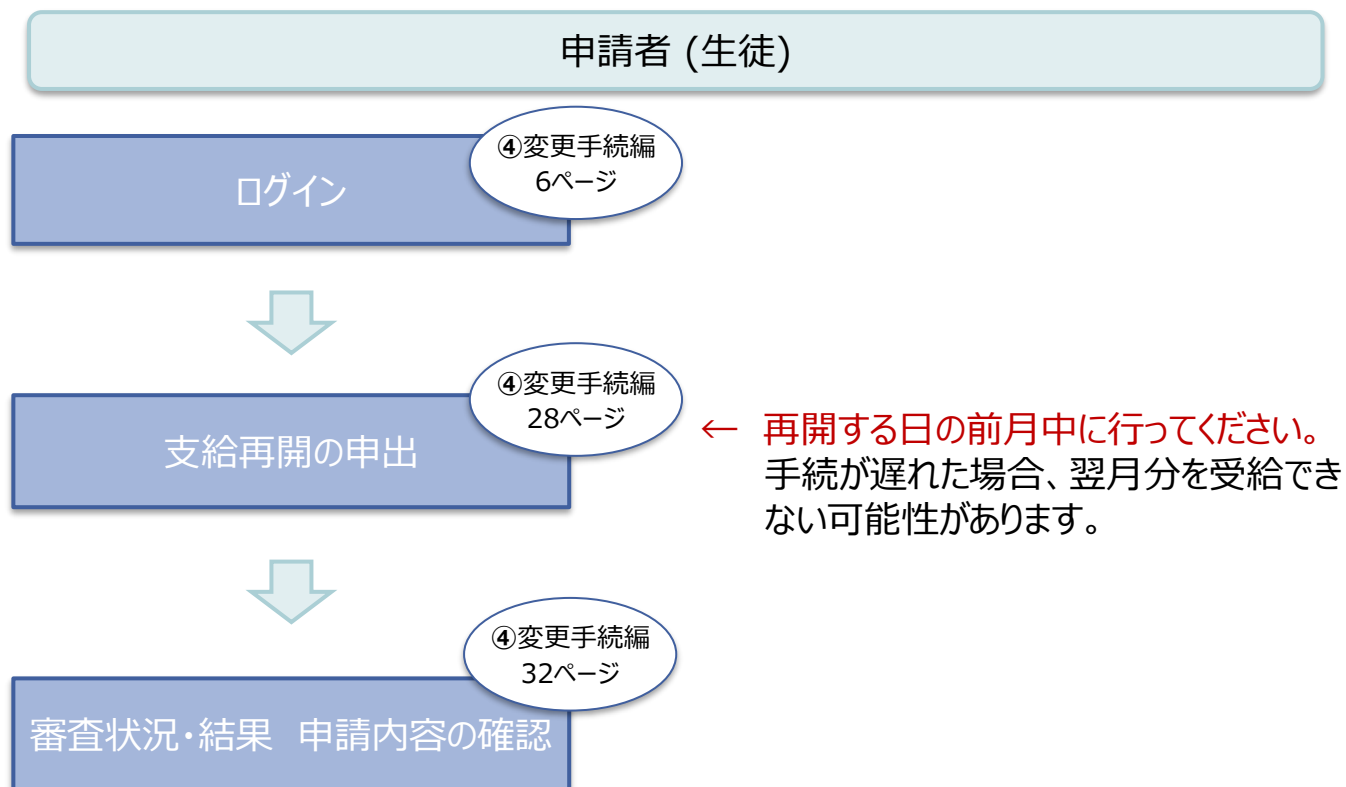 申請者 (生徒)
④変更手続編
6ページ
ログイン
④変更手続編
28ページ
支給再開の申出
← 再開する日の前月中に行ってください。
手続が遅れた場合、翌月分を受給でき
ない可能性があります。
④変更手続編
32ページ
審査状況・結果　申請内容の確認